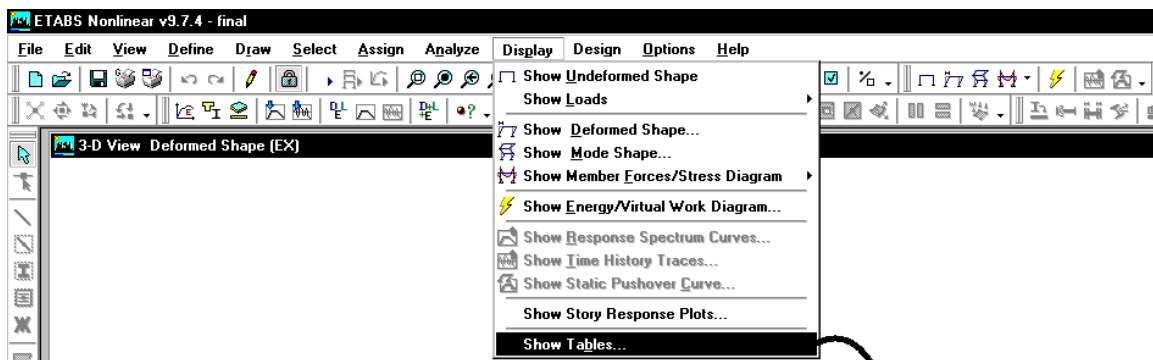 ETABS Nonlinear v9.7.4 - final
File Edit View Define Draw Select Assign Analyze Display Design Options Help
3-D View Deformed Shape (EX)
Show Undeformed Shape
Show Loads
Show Deformed Shape...
Show Mode Shape...
Show Member Forces/Stress Diagram
Show Energy/Virtual Work Diagram...
Show Response Spectrum Curves...
Show Time History Traces...
Show Static Pushover Curve...
Show Story Response Plots...
Show Tables...